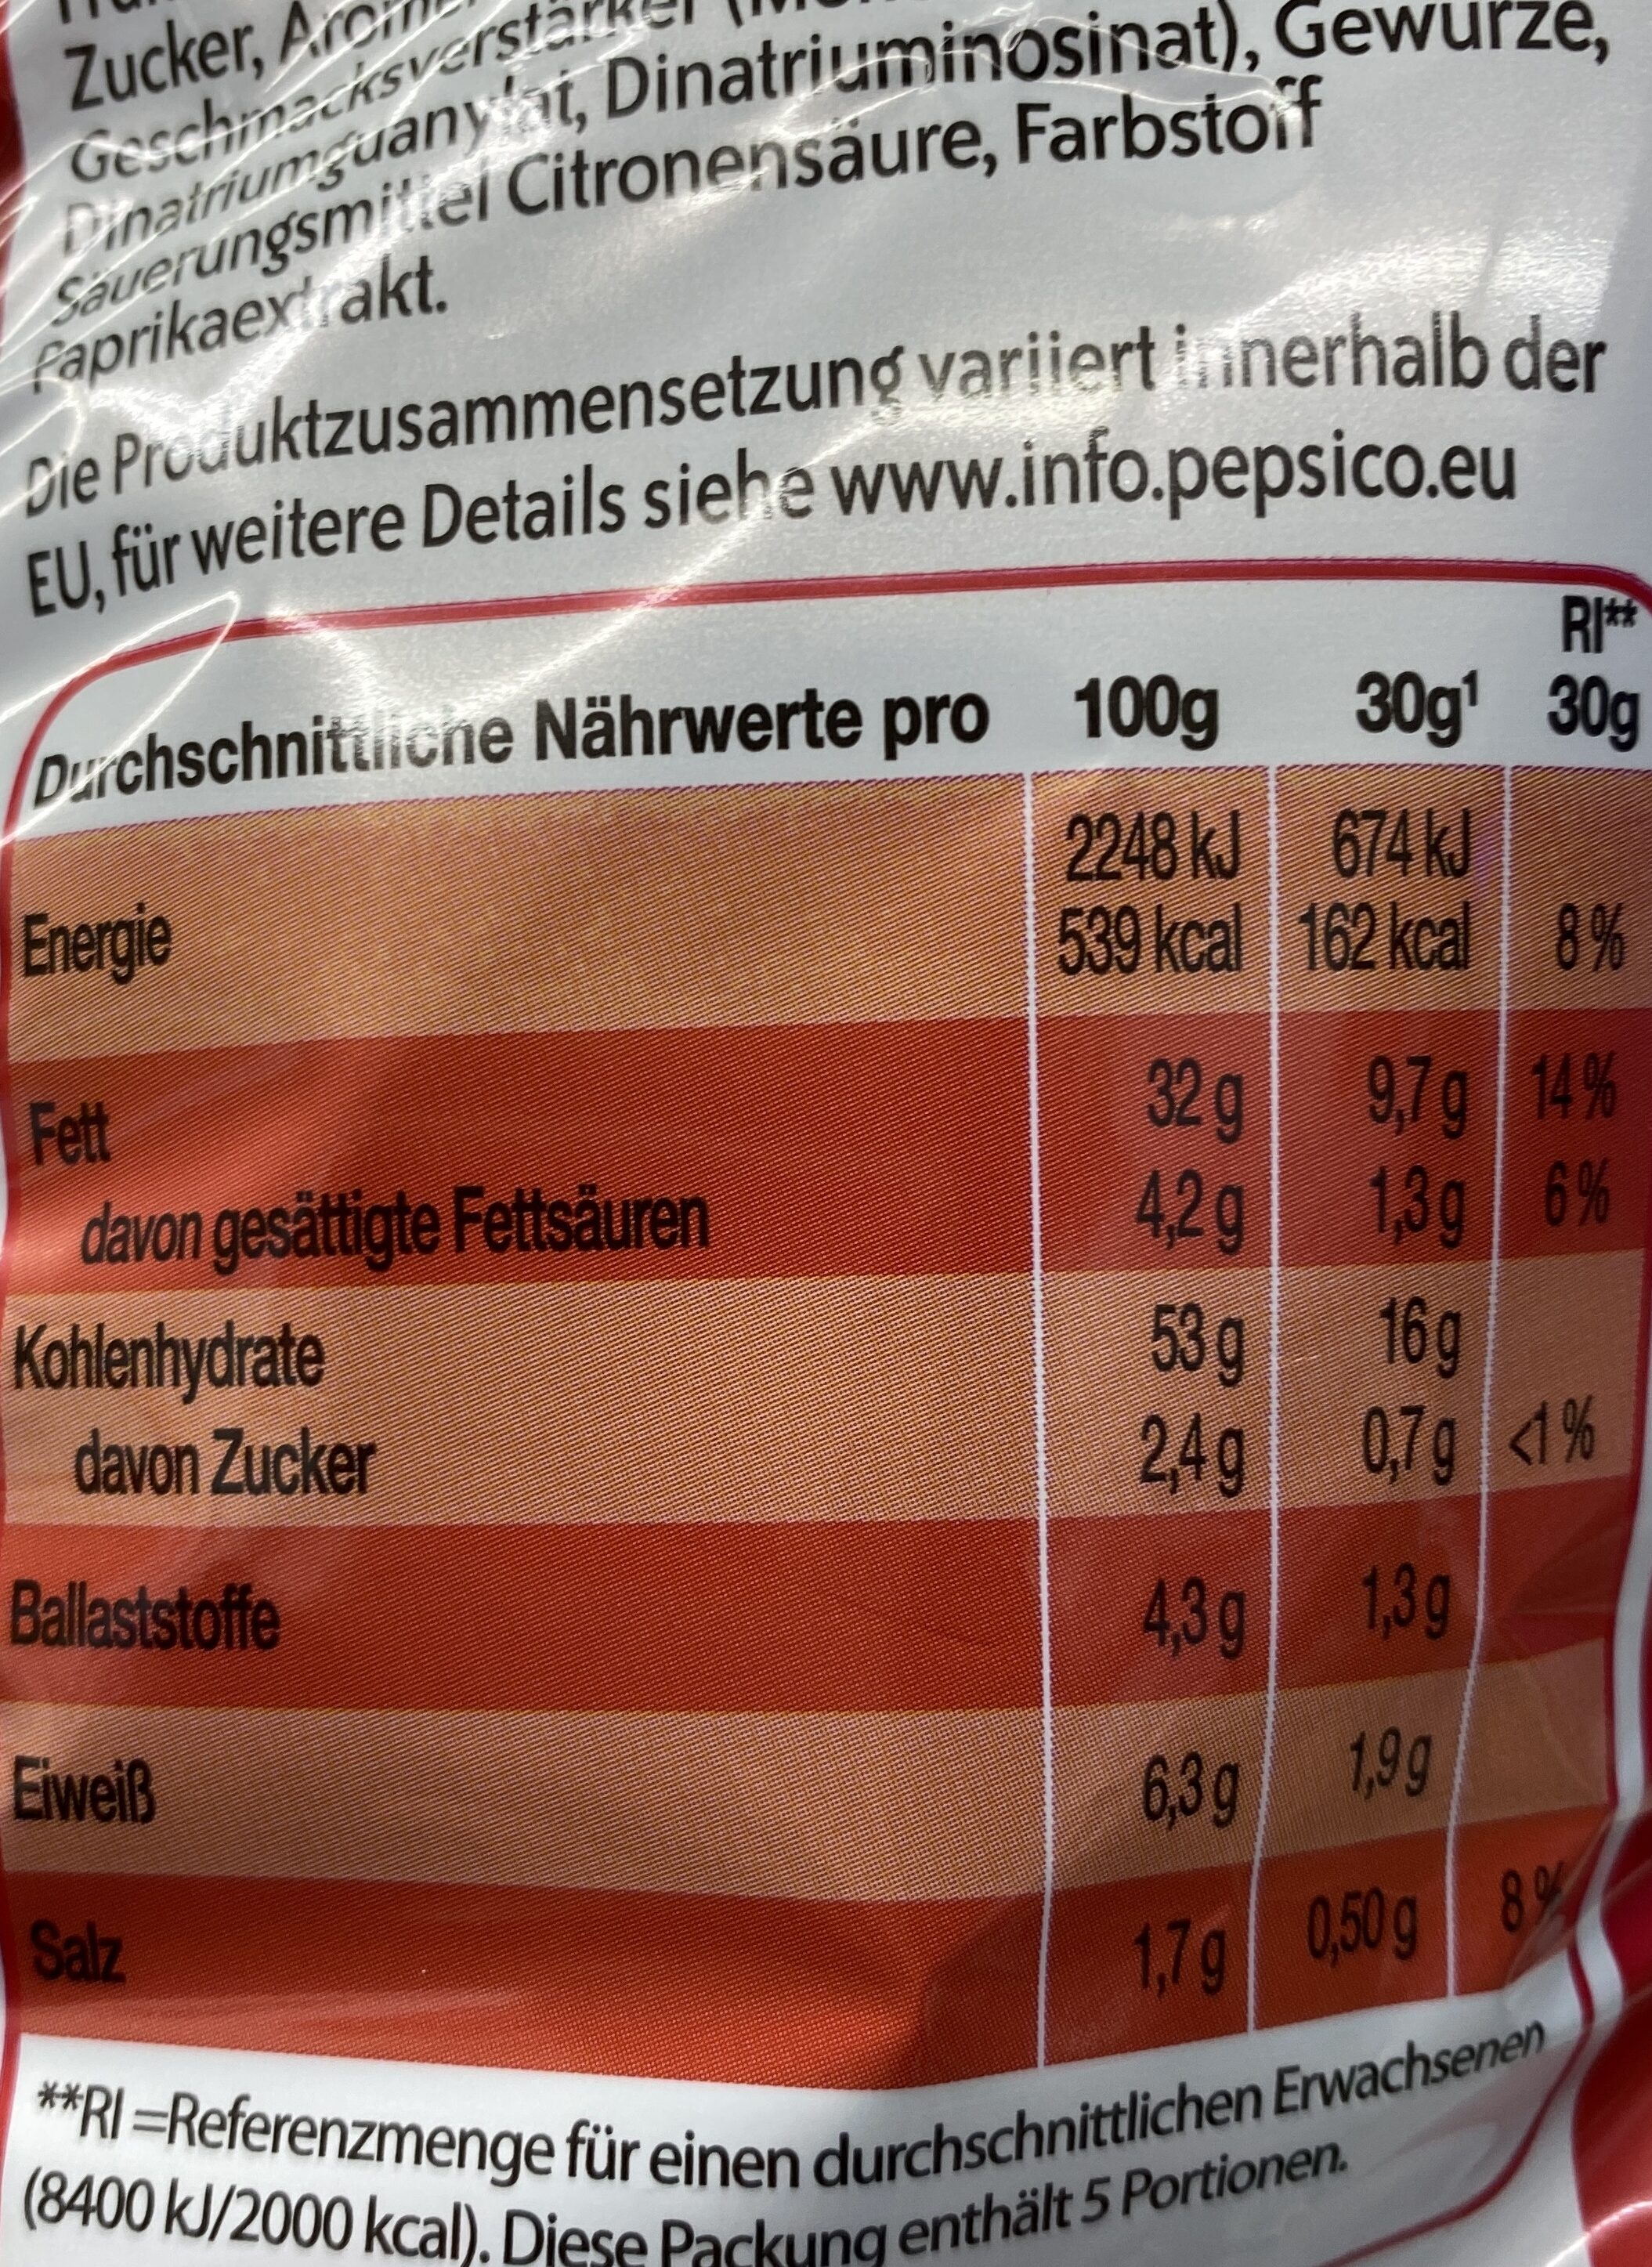 Zucker,
Geschmacksverstärker
Dinatriumguanylat, Dinatriuminosinat), Gewürze,
Säuerungsmittel Citronensäure, Farbstoff
Paprikaextrakt.
Die Produktzusammensetzung variiert innerhalb der
EU, für weitere Details siehe www.info.pepsico.eu
RI**
Durchschnittliche Nährwerte pro 100g 30g¹ 30g
2248 kJ 674 kJ
Energie 539 kcal 162 kcal 8 %
Fett 32 g 9,7 g 14 %
davon gesättigte Fettsäuren 4,2 g 1,3 g 6 %
Kohlenhydrate 53 g 16 g
davon Zucker 2,4 g 0,7 g <1 %
Ballaststoffe 4,3 g 1,3 g
Eiweiß 6,3 g 1,9 g
Salz 1,7 g 0,50 g 8 %
**RI =Referenzmenge für einen durchschnittlichen Erwachsenen
(8400 kJ/2000 kcal). Diese Packung enthält 5 Portionen.